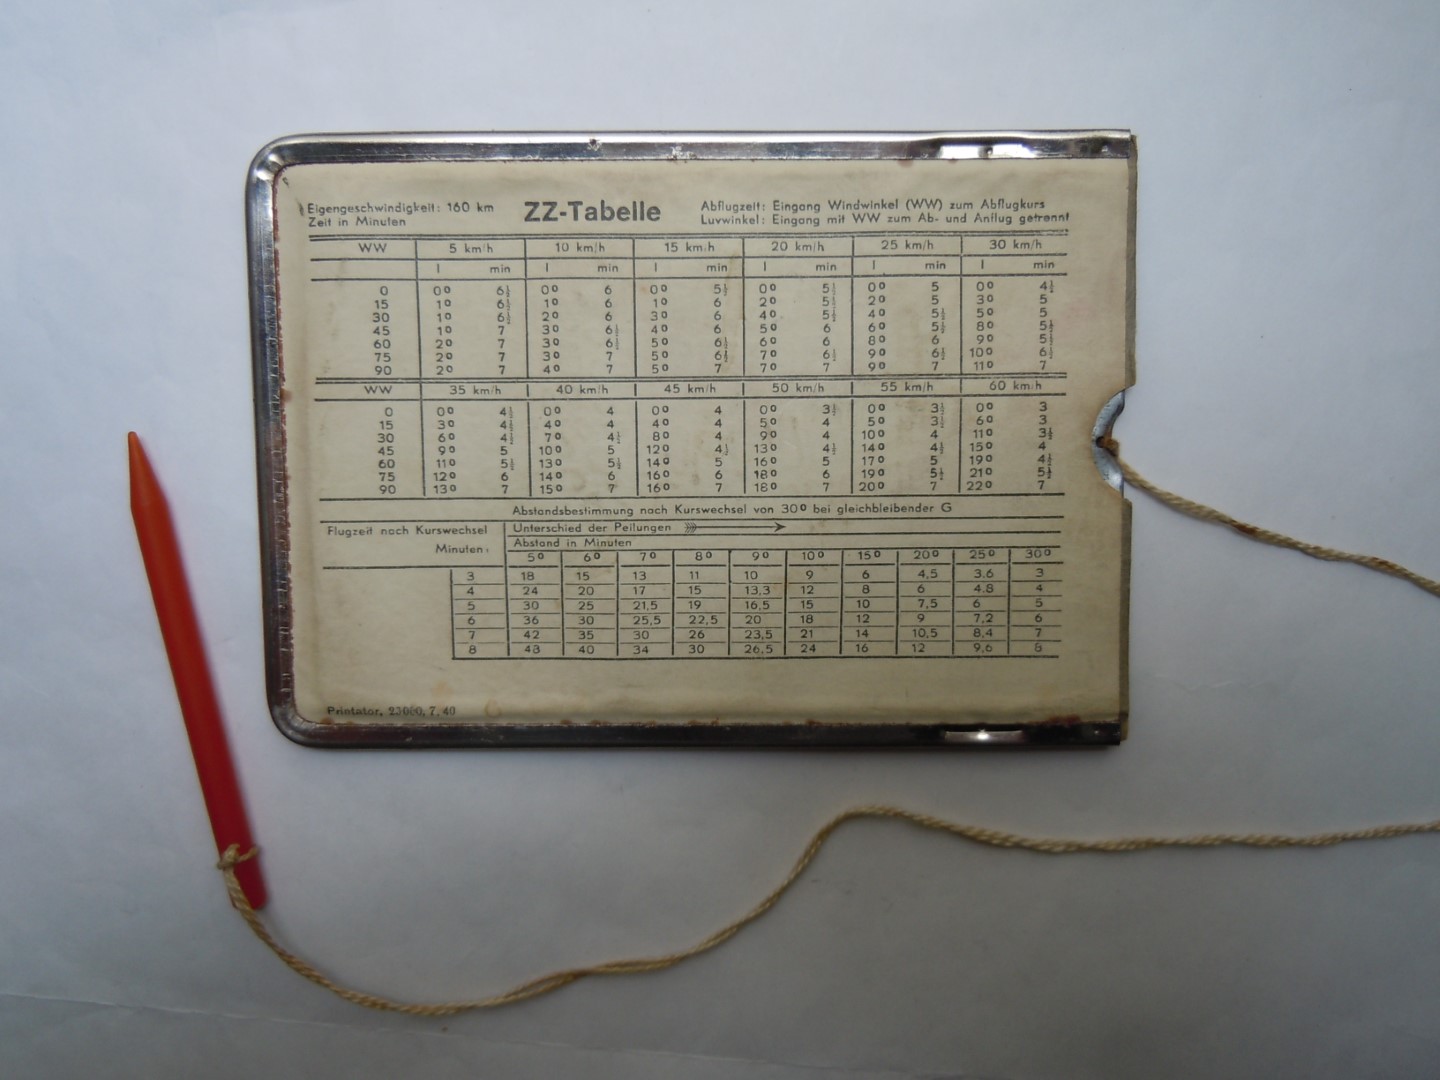 Eigengeschwindigkeit: 160 km
Zeit in Minuten
ZZ-Tabelle
Abflugzeit: Eingang Windwinkel (WW) zum Abflugkurs
Luvwinkel: Eingang mit WW zum Ab- und Anflug getrennt
WW 5 km/h 10 km/h 15 km/h 20 km/h 25 km/h 30 km/h
l min l min l min l min l min l min
0 0° 6½ 0° 6 0° 5½ 0° 5½ 0° 5 0° 4½
15 1° 6½ 1° 6 1° 6 2° 5½ 2° 5 3° 5
30 1° 6½ 2° 6 3° 6 4° 5½ 4° 5½ 5° 5
45 1° 7 3° 6½ 4° 6 5° 6 6° 5½ 8° 5½
60 2° 7 3° 6½ 5° 6½ 6° 6 8° 6 9° 5½
75 2° 7 3° 7 5° 6½ 7° 6½ 9° 6½ 10° 6½
90 2° 7 4° 7 5° 7 7° 7 9° 7 11° 7
WW 35 km/h 40 km/h 45 km/h 50 km/h 55 km/h 60 km/h
0 0° 4½ 0° 4 0° 4 0° 3½ 0° 3½ 0° 3
15 3° 4½ 4° 4 4° 4 5° 4 5° 3½ 6° 3
30 6° 4½ 7° 4½ 8° 4 9° 4 10° 4 11° 3½
45 9° 5 10° 5 12° 4½ 13° 4½ 14° 4½ 15° 4
60 11° 5½ 13° 5½ 14° 5 16° 5 17° 5 19° 4½
75 12° 6 14° 6 16° 6 18° 6 19° 5½ 21° 5½
90 13° 7 15° 7 16° 7 18° 7 20° 7 22° 7
Abstandsbestimmung nach Kurswechsel von 30° bei gleichbleibender G
Flugzeit nach Kurswechsel
Minuten:
Unterschied der Peilungen
Abstand in Minuten
5° 6° 7° 8° 9° 10° 15° 20° 25° 30°
3 18 15 13 11 10 9 6 4,5 3.6 3
4 24 20 17 15 13,3 12 8 6 4.8 4
5 30 25 21,5 19 16,5 15 10 7,5 6 5
6 36 30 25,5 22,5 20 18 12 9 7,2 6
7 42 35 30 26 23,5 21 14 10,5 8,4 7
8 48 40 34 30 26,5 24 16 12 9,6 8
Printator, 23000, 7, 40